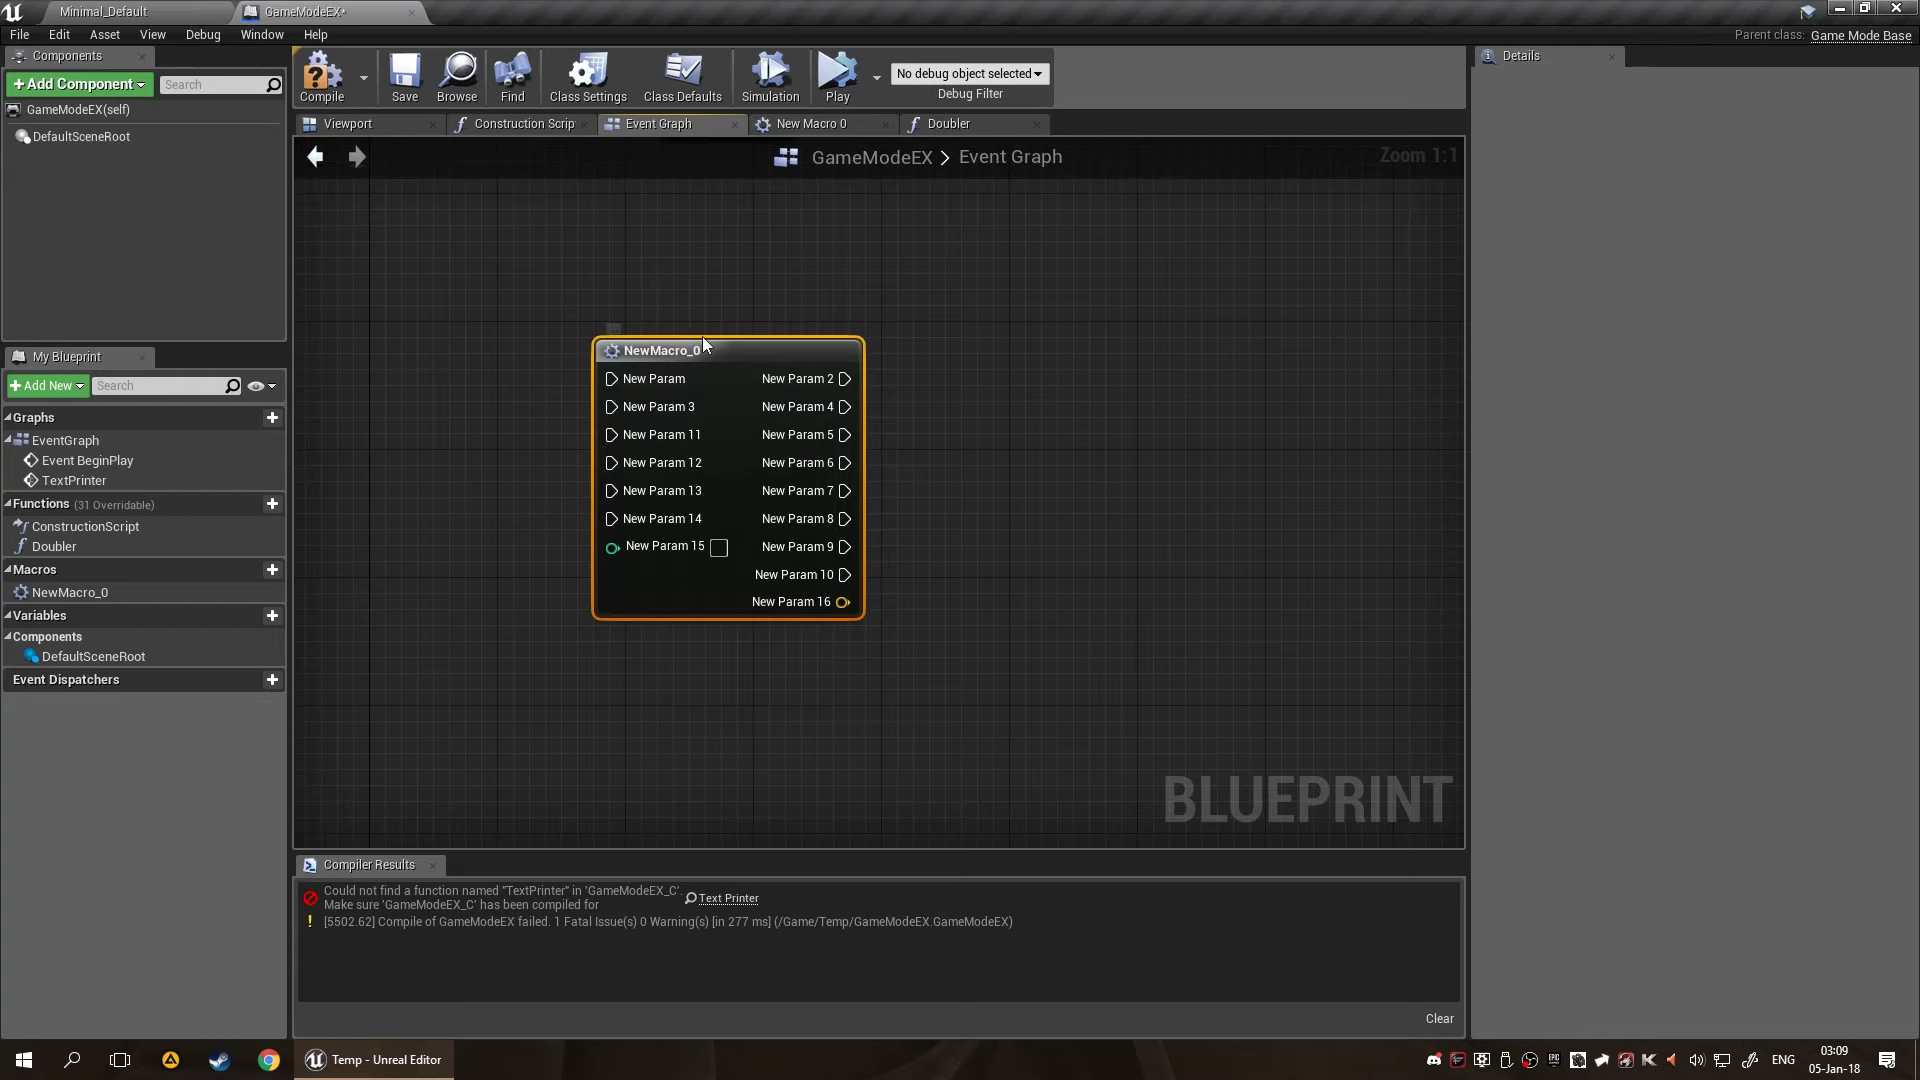 Minimal_Default
GameModeEX*
File Edit Asset View Debug Window Help
Parent class: Game Mode Base
Components
+Add Component
Search
GameModeEX(self)
DefaultSceneRoot
Compile
Save
Browse
Find
Class Settings
Class Defaults
Simulation
Play
No debug object selected
Debug Filter
Details
Viewport
Construction Scrip
Event Graph
New Macro 0
Doubler
GameModeEX > Event Graph
Zoom 1:1
My Blueprint
+Add New
Search
Graphs
EventGraph
Event BeginPlay
TextPrinter
Functions (31 Overridable)
ConstructionScript
Doubler
Macros
NewMacro_0
Variables
Components
DefaultSceneRoot
Event Dispatchers
NewMacro_0
New Param New Param 2
New Param 3 New Param 4
New Param 11 New Param 5
New Param 12 New Param 6
New Param 13 New Param 7
New Param 14 New Param 8
New Param 15 New Param 9
New Param 10
New Param 16
BLUEPRINT
Compiler Results
Could not find a function named "TextPrinter" in 'GameModeEX_C'.
Make sure 'GameModeEX_C' has been compiled for
Text Printer
[5502.62] Compile of GameModeEX failed. 1 Fatal Issue(s) 0 Warning(s) [in 277 ms] (/Game/Temp/GameModeEX.GameModeEX)
Clear
Temp - Unreal Editor
ENG
03:09
05-Jan-18